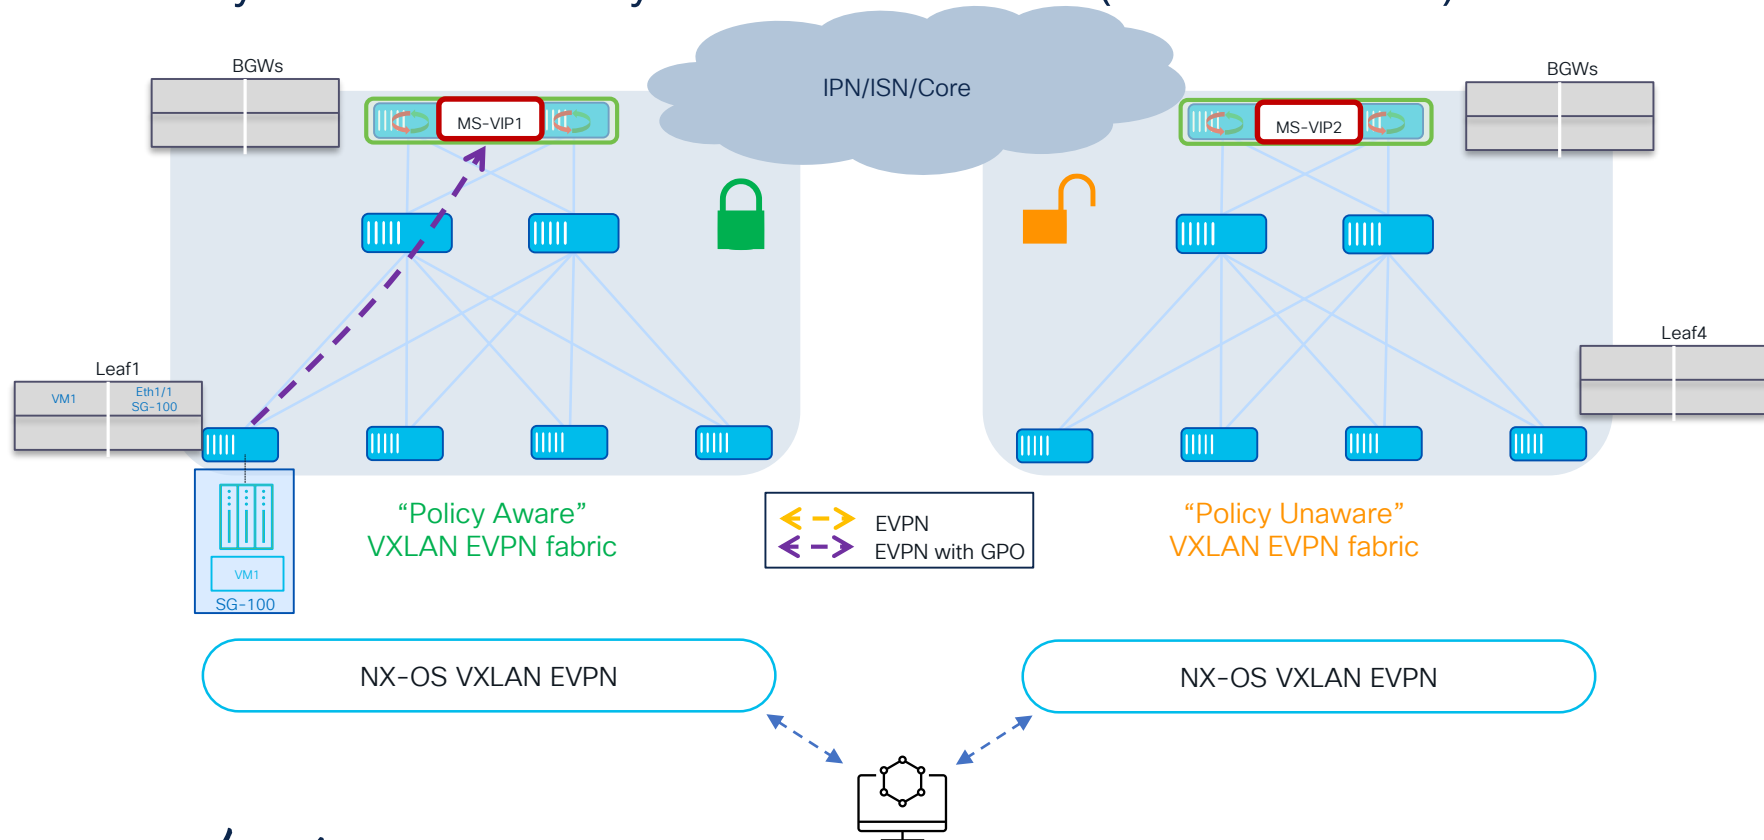 BGWs
IPN/ISN/Core
BGWs
MS-VIP1
MS-VIP2
Leaf1
VM1
Eth1/1
SG-100
Leaf4
"Policy Aware"
VXLAN EVPN fabric
EVPN
EVPN with GPO
"Policy Unaware"
VXLAN EVPN fabric
VM1
SG-100
NX-OS VXLAN EVPN
NX-OS VXLAN EVPN